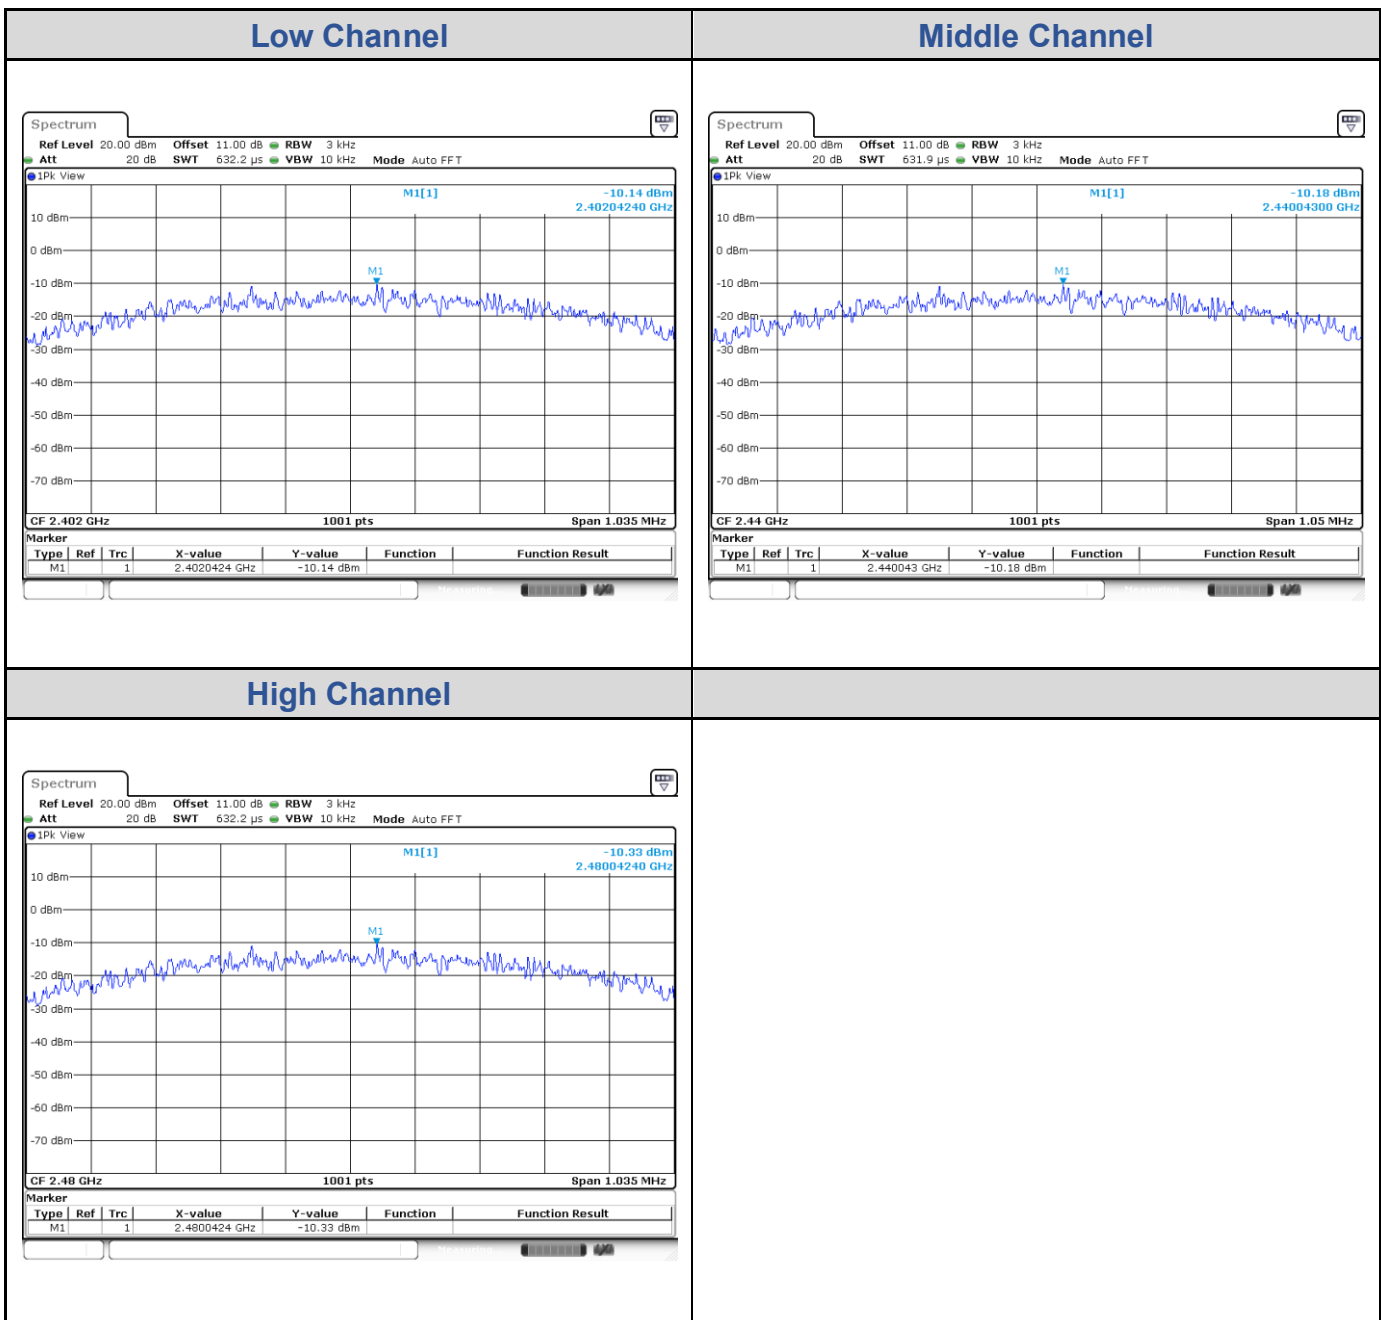 Low Channel
Middle Channel
Spectrum
Ref Level 20.00 dBm Offset 11.00 dB RBW 3 kHz
Att 20 dB SWT 632.2 µs VBW 10 kHz Mode Auto FFT
1Pk View
M1[1] -10.14 dBm
2.40204240 GHz
10 dBm
0 dBm
M1
-10 dBm
-20 dBm
-30 dBm
-40 dBm
-50 dBm
-60 dBm
-70 dBm
CF 2.402 GHz 1001 pts Span 1.035 MHz
Marker
Type Ref Trc X-value Y-value Function Function Result
M1 1 2.4020424 GHz -10.14 dBm
Measuring...
Spectrum
Ref Level 20.00 dBm Offset 11.00 dB RBW 3 kHz
Att 20 dB SWT 631.9 µs VBW 10 kHz Mode Auto FFT
1Pk View
M1[1] -10.18 dBm
2.44004300 GHz
10 dBm
0 dBm
M1
-10 dBm
-20 dBm
-30 dBm
-40 dBm
-50 dBm
-60 dBm
-70 dBm
CF 2.44 GHz 1001 pts Span 1.05 MHz
Marker
Type Ref Trc X-value Y-value Function Function Result
M1 1 2.440043 GHz -10.18 dBm
Measuring...
High Channel
Spectrum
Ref Level 20.00 dBm Offset 11.00 dB RBW 3 kHz
Att 20 dB SWT 632.2 µs VBW 10 kHz Mode Auto FFT
1Pk View
M1[1] -10.33 dBm
2.48004240 GHz
10 dBm
0 dBm
M1
-10 dBm
-20 dBm
-30 dBm
-40 dBm
-50 dBm
-60 dBm
-70 dBm
CF 2.48 GHz 1001 pts Span 1.035 MHz
Marker
Type Ref Trc X-value Y-value Function Function Result
M1 1 2.4800424 GHz -10.33 dBm
Measuring...